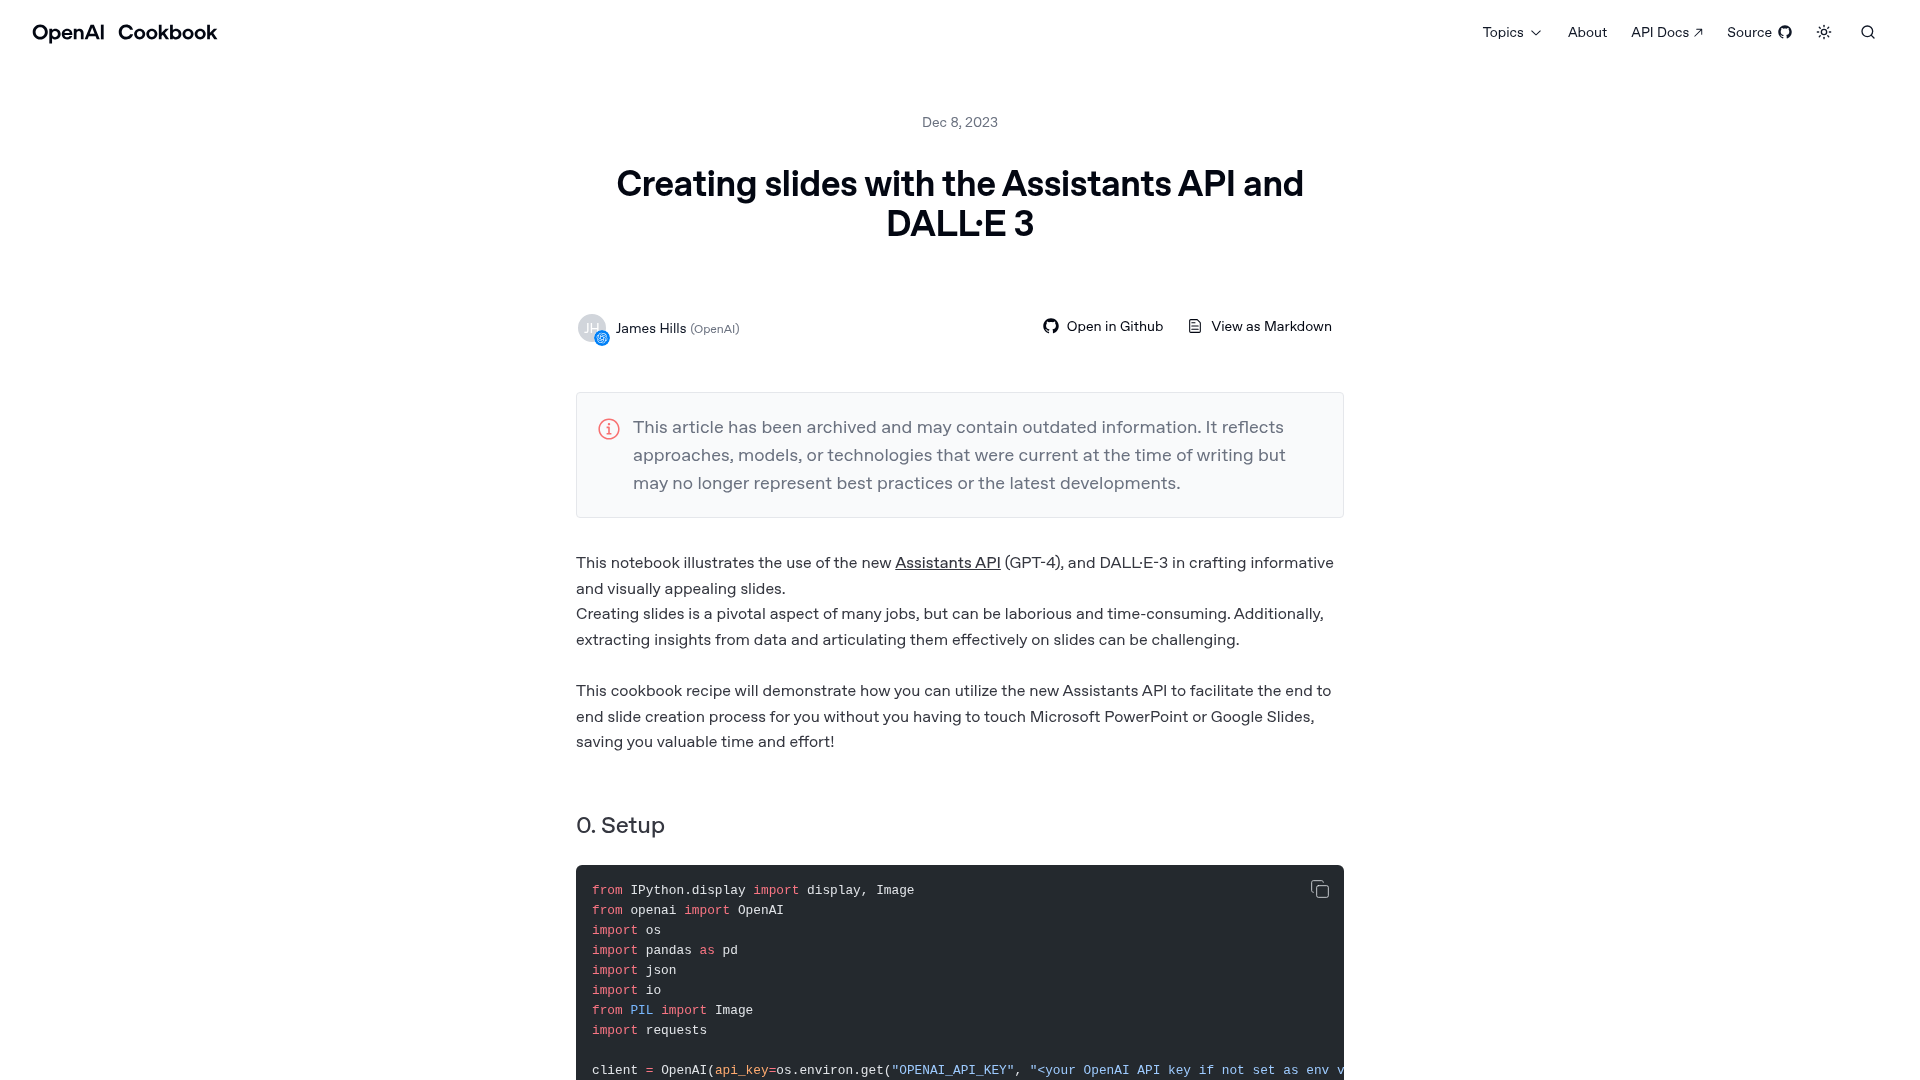 OpenAI Cookbook
Topics
About
API Docs
Source
Dec 8, 2023
Creating slides with the Assistants API and
DALL·E 3
JH
James Hills (OpenAI)
Open in Github
View as Markdown
This article has been archived and may contain outdated information. It reflects
approaches, models, or technologies that were current at the time of writing but
may no longer represent best practices or the latest developments.
This notebook illustrates the use of the new Assistants API (GPT-4), and DALL·E-3 in crafting informative
and visually appealing slides.
Creating slides is a pivotal aspect of many jobs, but can be laborious and time-consuming. Additionally,
extracting insights from data and articulating them effectively on slides can be challenging.
This cookbook recipe will demonstrate how you can utilize the new Assistants API to facilitate the end to
end slide creation process for you without you having to touch Microsoft PowerPoint or Google Slides,
saving you valuable time and effort!
0. Setup
from IPython.display import display, Image
from openai import OpenAI
import os
import pandas as pd
import json
import io
from PIL import Image
import requests
client = OpenAI(api_key=os.environ.get("OPENAI_API_KEY", "<your OpenAI API key if not set as env v